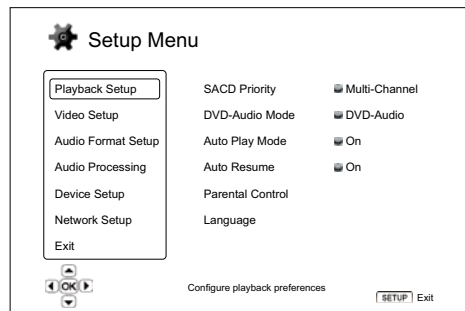 Setup Menu
Playback Setup
Video Setup
Audio Format Setup
Audio Processing
Device Setup
Network Setup
Exit
SACD Priority Multi-Channel
DVD-Audio Mode DVD-Audio
Auto Play Mode On
Auto Resume On
Parental Control
Language
OK
Configure playback preferences
SETUP Exit